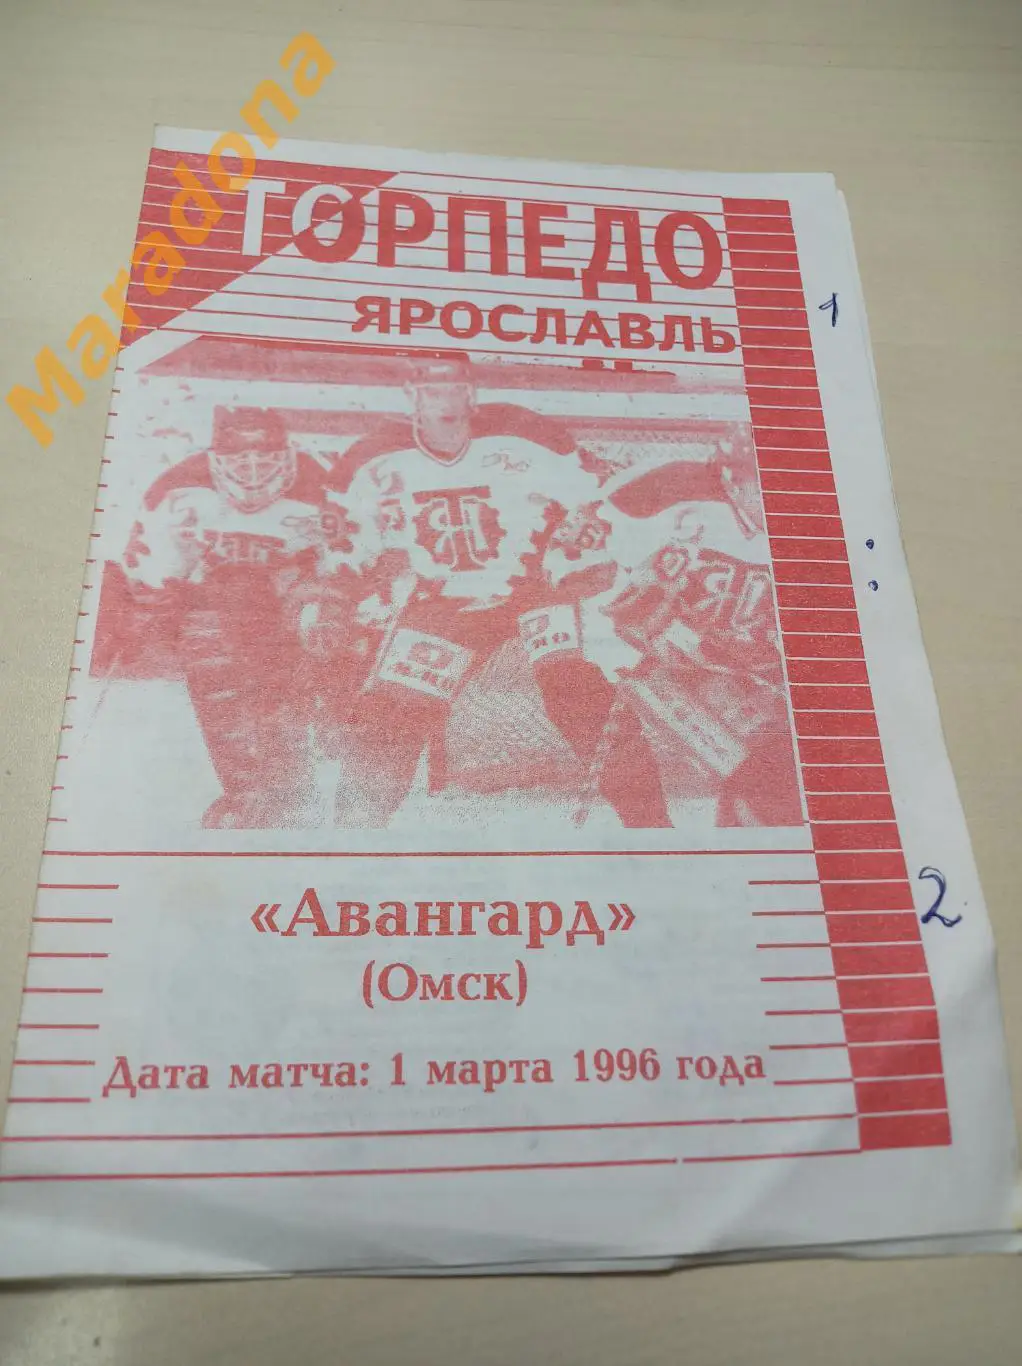 Maradona
ТОРПЕДО
ЯРОСЛАВЛЬ
1
:
2
«Авангард»
(Омск)
Дата матча: 1 марта 1996 года